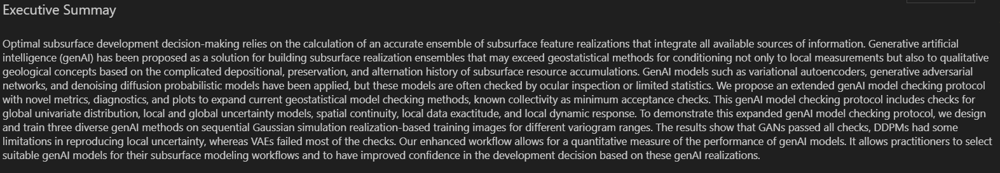 Executive Summay
Optimal subsurface development decision-making relies on the calculation of an accurate ensemble of subsurface feature realizations that integrate all available sources of information. Generative artificial
intelligence (genAI) has been proposed as a solution for building subsurface realization ensembles that may exceed geostatistical methods for conditioning not only to local measurements but also to qualitative
geological concepts based on the complicated depositional, preservation, and alternation history of subsurface resource accumulations. GenAI models such as variational autoencoders, generative adversarial
networks, and denoising diffusion probabilistic models have been applied, but these models are often checked by ocular inspection or limited statistics. We propose an extended genAI model checking protocol
with novel metrics, diagnostics, and plots to expand current geostatistical model checking methods, known collectivity as minimum acceptance checks. This genAI model checking protocol includes checks for
global univariate distribution, local and global uncertainty models, spatial continuity, local data exactitude, and local dynamic response. To demonstrate this expanded genAI model checking protocol, we design
and train three diverse genAI methods on sequential Gaussian simulation realization-based training images for different variogram ranges. The results show that GANs passed all checks, DDPMs had some
limitations in reproducing local uncertainty, whereas VAEs failed most of the checks. Our enhanced workflow allows for a quantitative measure of the performance of genAI models. It allows practitioners to select
suitable genAI models for their subsurface modeling workflows and to have improved confidence in the development decision based on these genAI realizations.